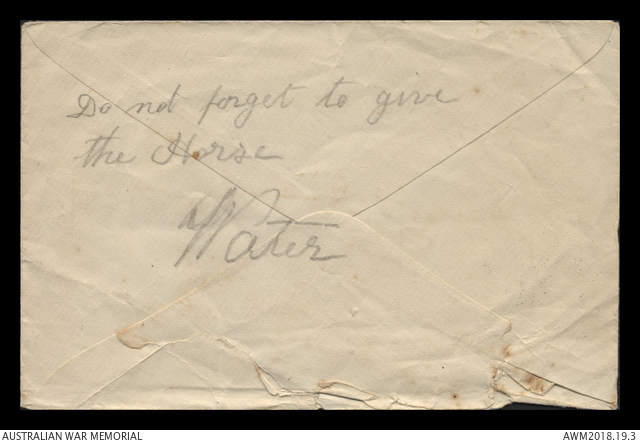 Do not forget to give
the Horse
Water
AUSTRALIAN WAR MEMORIAL
AWM2018.19.3